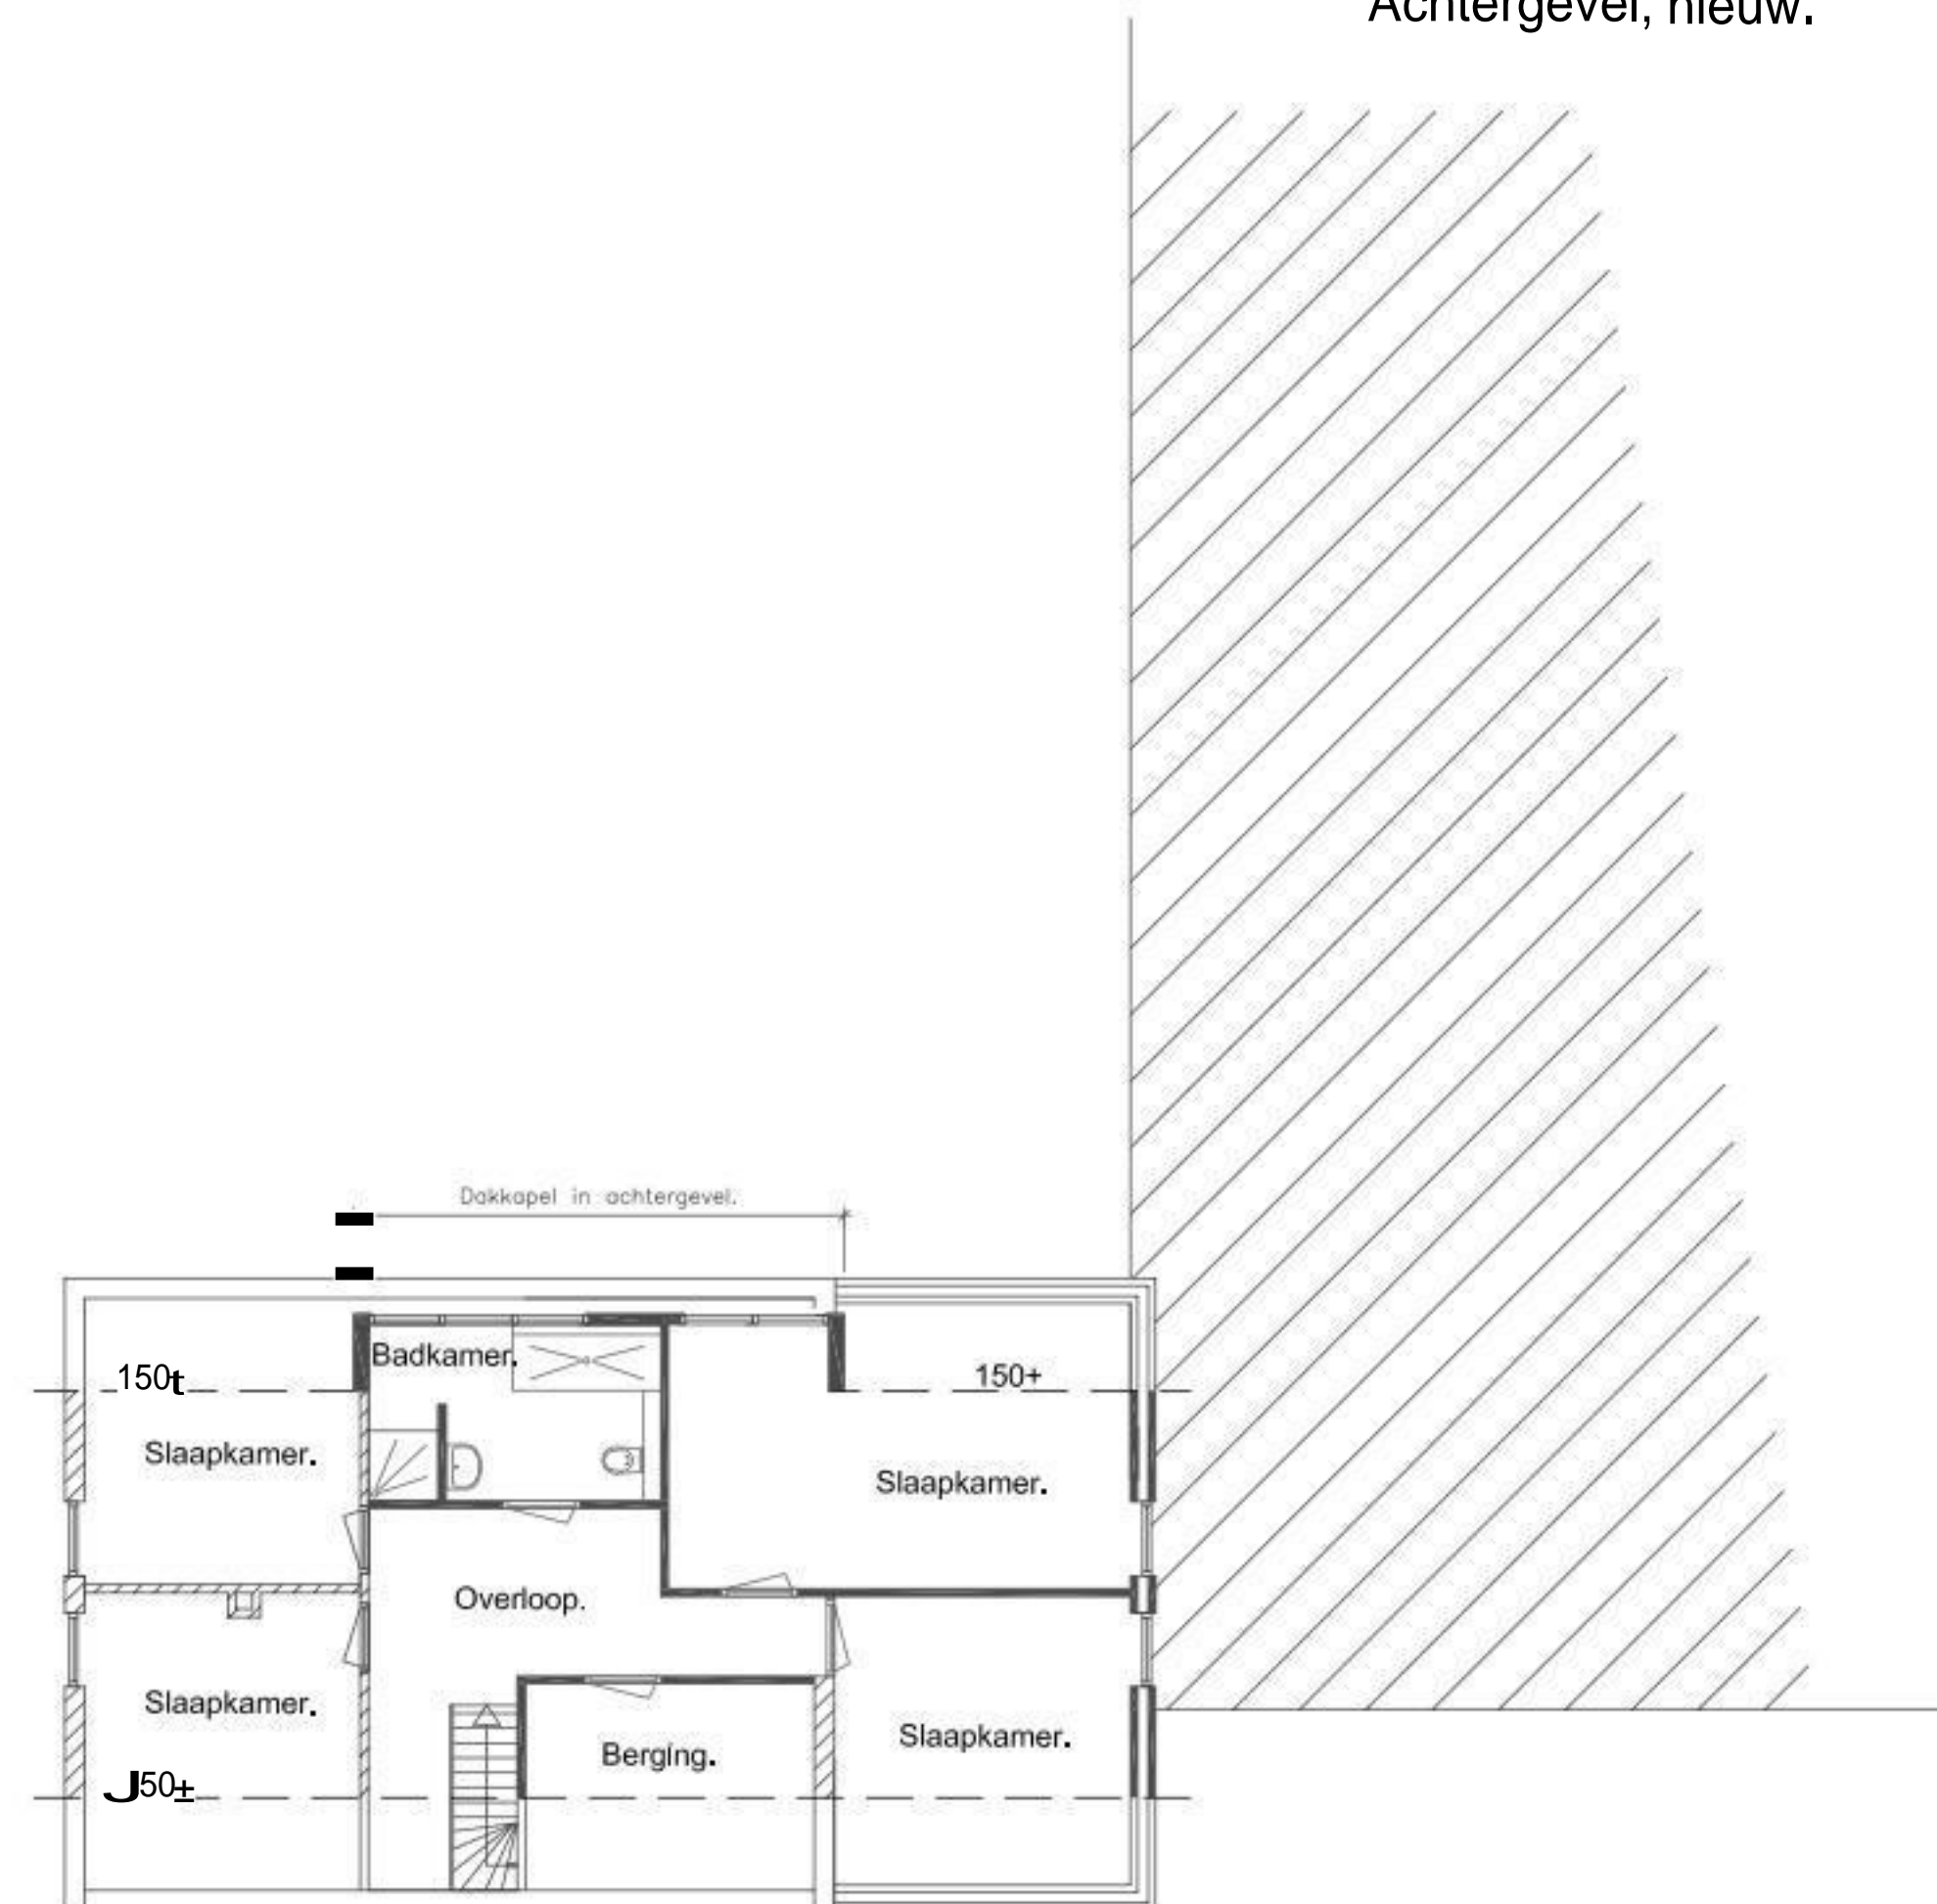 Achtergevel, nieuw.
Dakkapel in achtergevel.
Badkamer.
150t
150+
Slaapkamer.
Slaapkamer.
Overloop.
Slaapkamer.
Slaapkamer.
Berging.
J50±